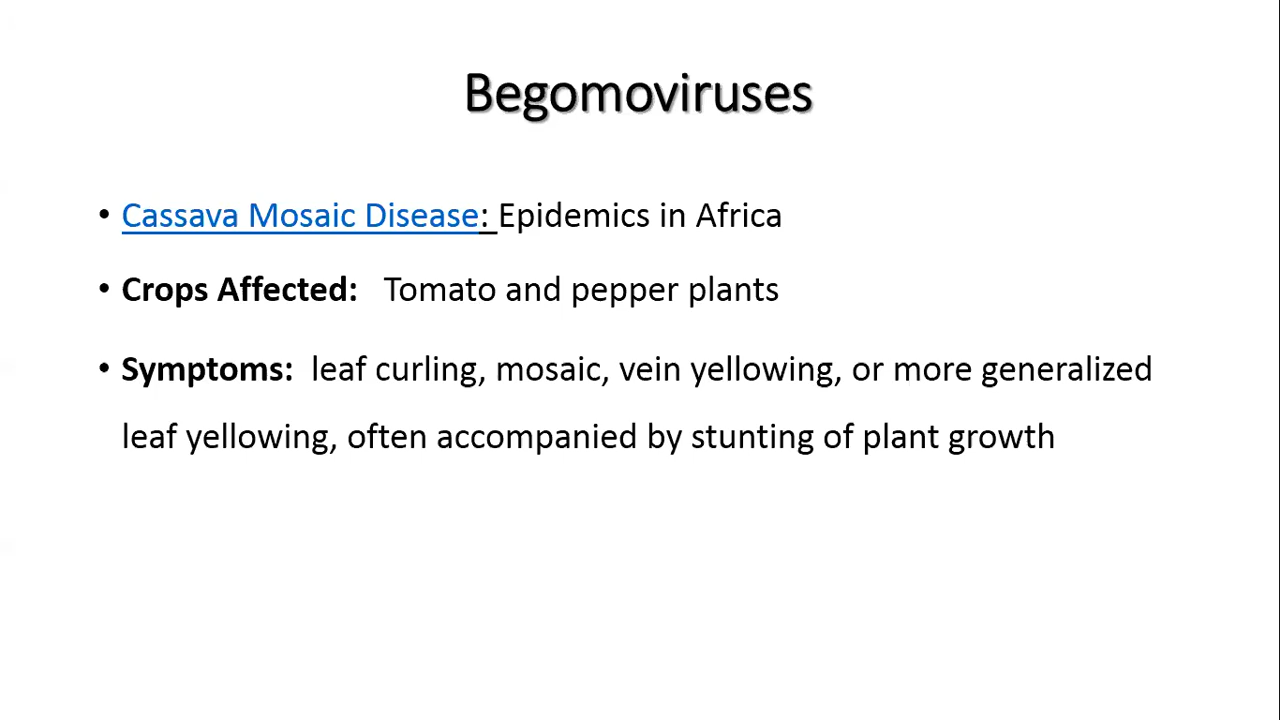 Begomoviruses
• Cassava Mosaic Disease: Epidemics in Africa
• Crops Affected: Tomato and pepper plants
• Symptoms: leaf curling, mosaic, vein yellowing, or more generalized
leaf yellowing, often accompanied by stunting of plant growth